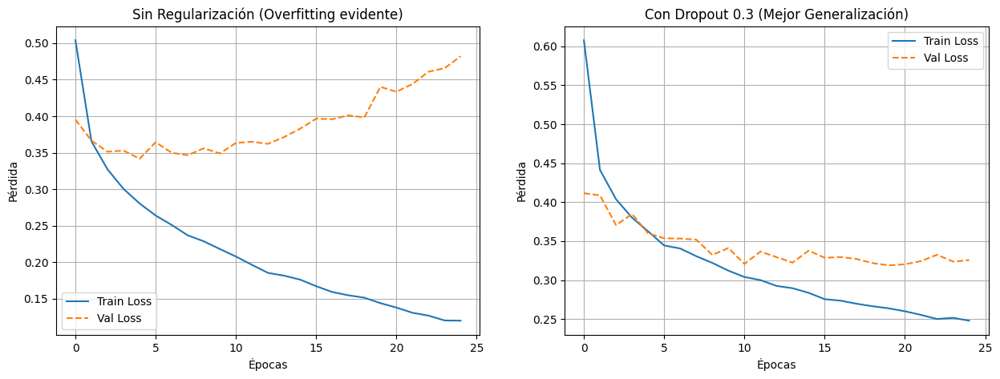 Sin Regularización (Overfitting evidente)
Pérdida
0.50
0.45
0.40
0.35
0.30
0.25
0.20
0.15
Train Loss
Val Loss
0 5 10 15 20 25
Épocas
Con Dropout 0.3 (Mejor Generalización)
Pérdida
0.60
0.55
0.50
0.45
0.40
0.35
0.30
0.25
Train Loss
Val Loss
0 5 10 15 20 25
Épocas